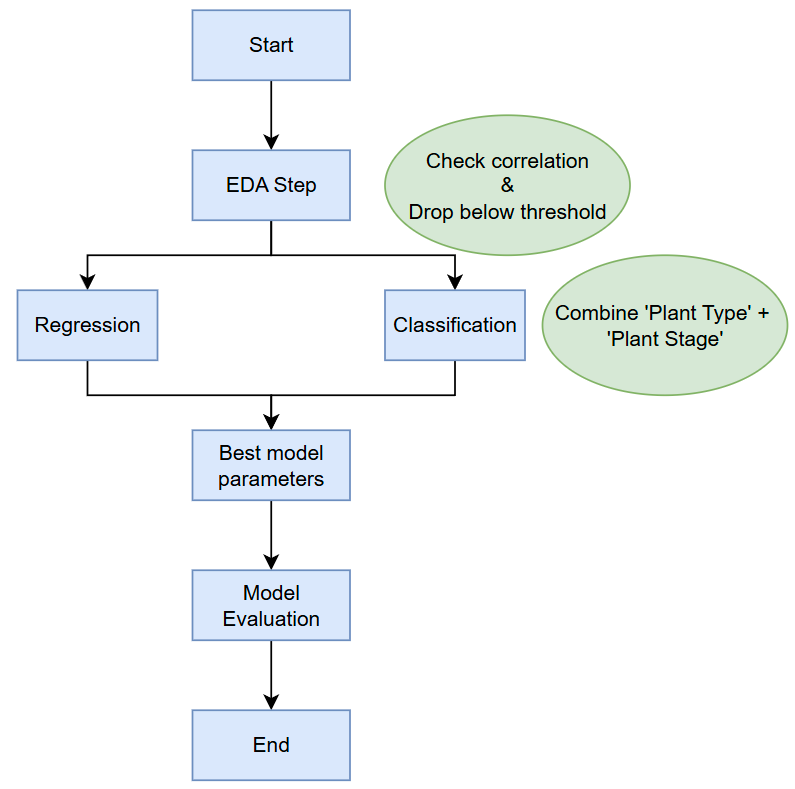 Start
EDA Step
Check correlation
&
Drop below threshold
Regression
Classification
Combine 'Plant Type' +
'Plant Stage'
Best model
parameters
Model
Evaluation
End